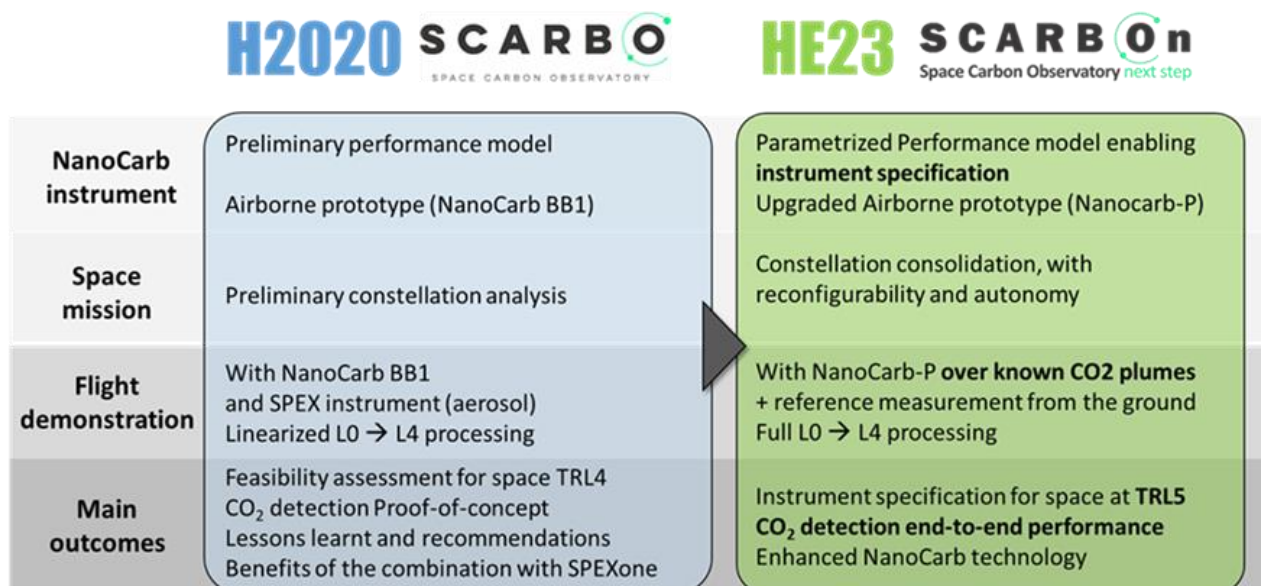 H2020 SCARBO
SPACE CARBON OBSERVATORY
HE23 SCARBOn
Space Carbon Observatory next step
NanoCarb
instrument
Preliminary performance model
Airborne prototype (NanoCarb BB1)
Parametrized Performance model enabling
instrument specification
Upgraded Airborne prototype (Nanocarb-P)
Space
mission
Preliminary constellation analysis
Constellation consolidation, with
reconfigurability and autonomy
Flight
demonstration
With NanoCarb BB1
and SPEX instrument (aerosol)
Linearized L0 → L4 processing
With NanoCarb-P over known CO2 plumes
+ reference measurement from the ground
Full L0 → L4 processing
Main
outcomes
Feasibility assessment for space TRL4
CO₂ detection Proof-of-concept
Lessons learnt and recommendations
Benefits of the combination with SPEXone
Instrument specification for space at TRL5
CO₂ detection end-to-end performance
Enhanced NanoCarb technology